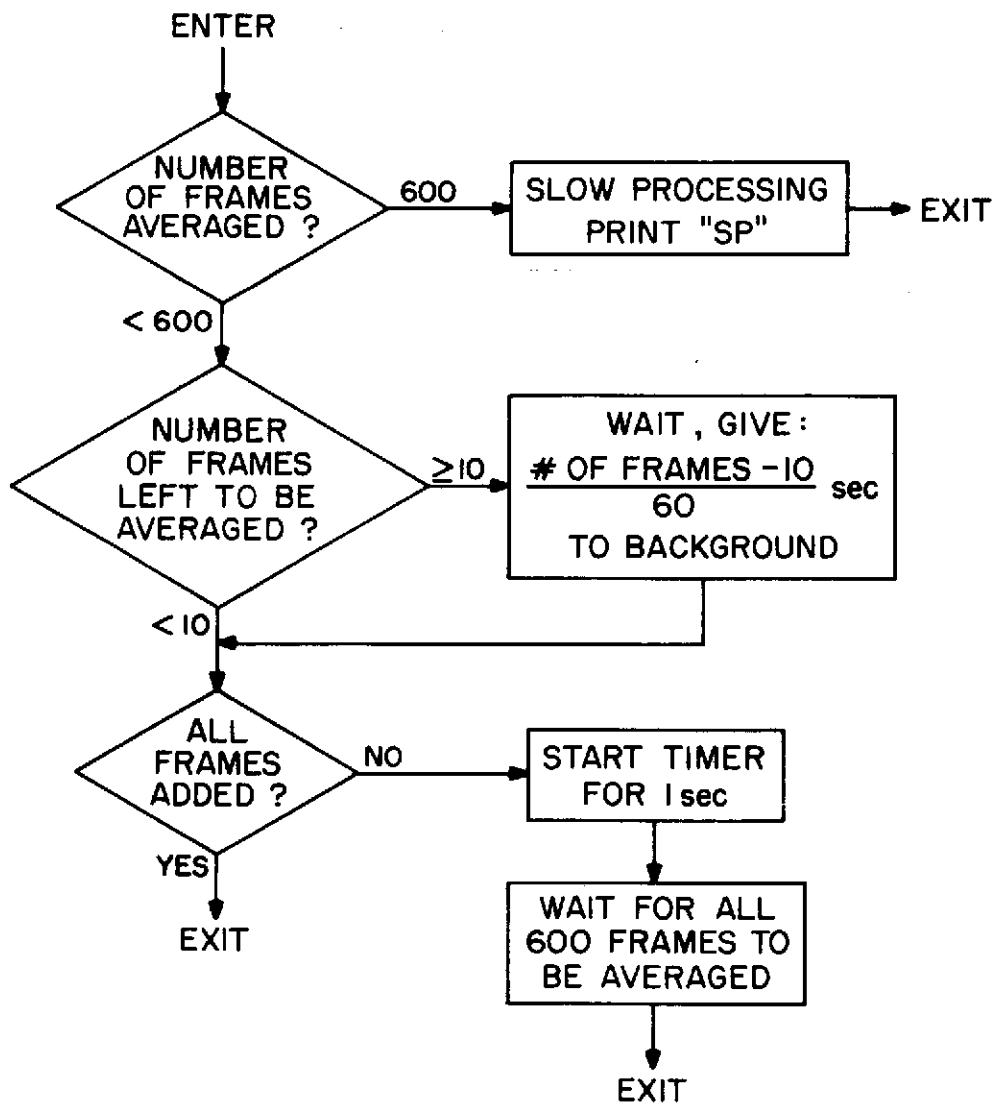 ENTER
NUMBER
OF FRAMES
AVERAGED ?
600
SLOW PROCESSING
PRINT "SP"
EXIT
< 600
NUMBER
OF FRAMES
LEFT TO BE
AVERAGED ?
≥10
WAIT , GIVE :
# OF FRAMES -10
60
sec
TO BACKGROUND
< 10
ALL
FRAMES
ADDED ?
NO
START TIMER
FOR 1 sec
YES
EXIT
WAIT FOR ALL
600 FRAMES TO
BE AVERAGED
EXIT